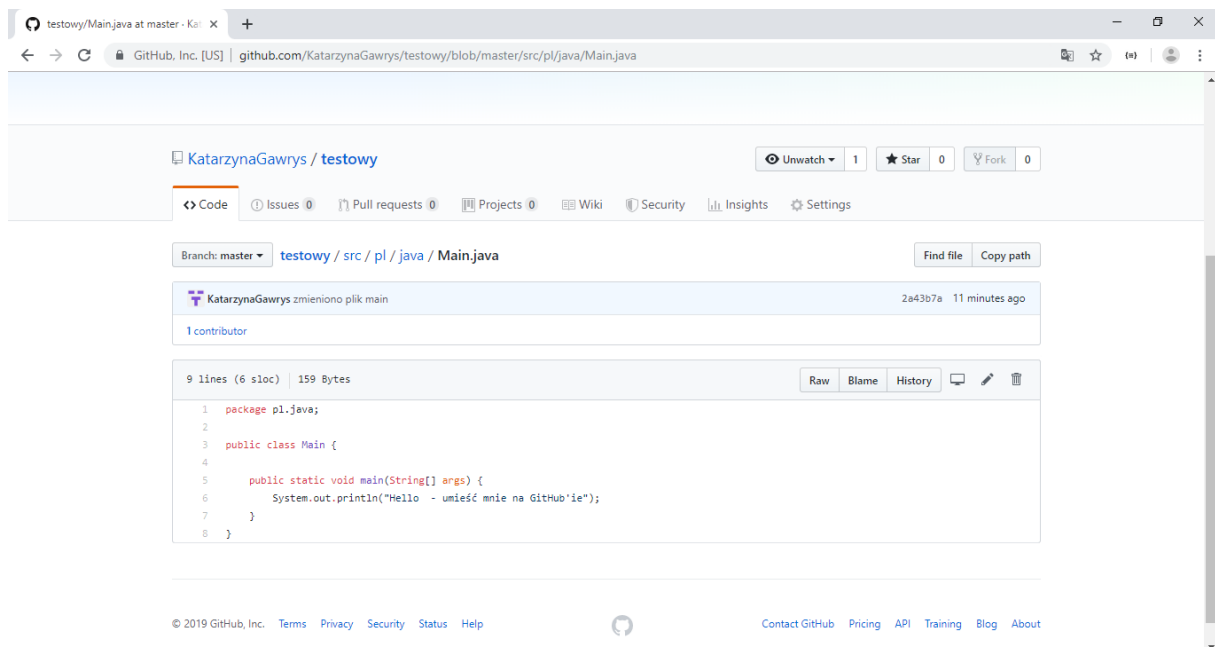 testowy/Main.java at master · Kat
GitHub, Inc. [US] | github.com/KatarzynaGawrys/testowy/blob/master/src/pl/java/Main.java
KatarzynaGawrys / testowy
Unwatch 1 Star 0 Fork 0
Code Issues 0 Pull requests 0 Projects 0 Wiki Security Insights Settings
Branch: master testowy / src / pl / java / Main.java Find file Copy path
KatarzynaGawrys zmieniono plik main 2a43b7a 11 minutes ago
1 contributor
9 lines (6 sloc) 159 Bytes Raw Blame History
1 package pl.java;
2
3 public class Main {
4
5 public static void main(String[] args) {
6 System.out.println("Hello  - umieść mnie na GitHub'ie");
7 }
8 }
© 2019 GitHub, Inc. Terms Privacy Security Status Help Contact GitHub Pricing API Training Blog About